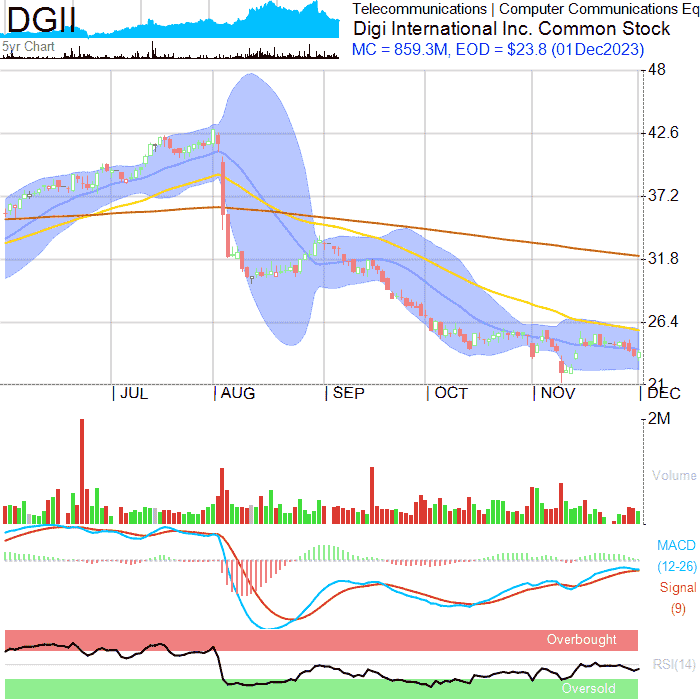 DGII
5yr Chart
Telecommunications | Computer Communications Eq
Digi International Inc. Common Stock
MC = 859.3M, EOD = $23.8 (01Dec2023)
48
42.6
37.2
31.8
26.4
21
JUL
AUG
SEP
OCT
NOV
DEC
2M
Volume
MACD
(12-26)
Signal
(9)
Overbought
RSI(14)
Oversold